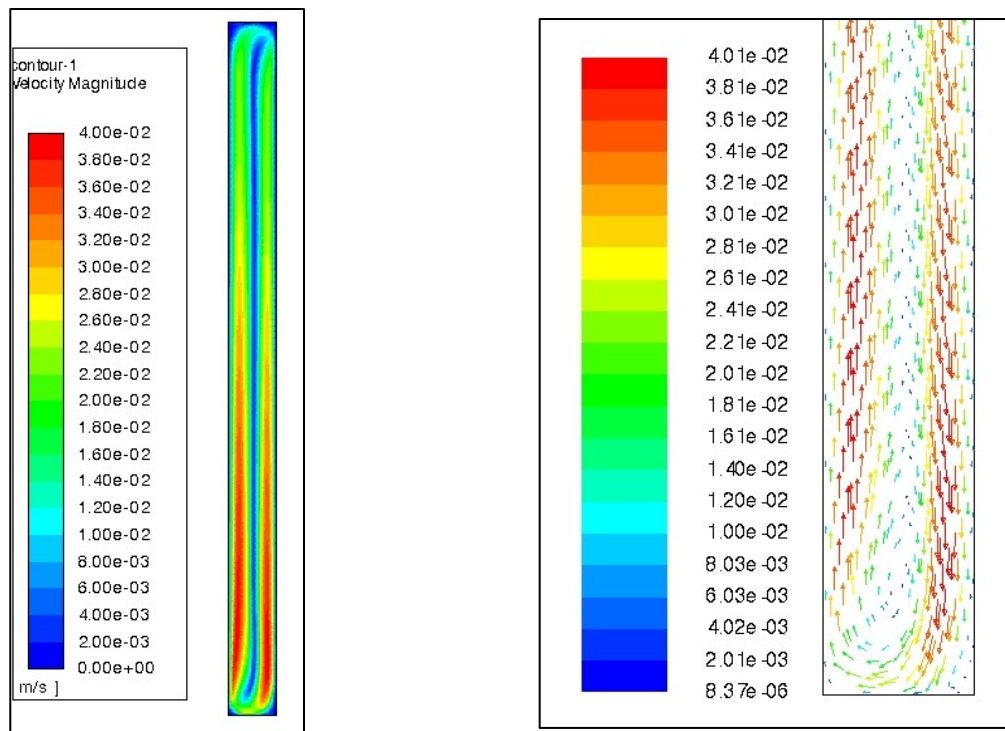 contour-1
Velocity Magnitude
4.00e-02
3.80e-02
3.60e-02
3.40e-02
3.20e-02
3.00e-02
2.80e-02
2.60e-02
2.40e-02
2.20e-02
2.00e-02
1.80e-02
1.60e-02
1.40e-02
1.20e-02
1.00e-02
8.00e-03
6.00e-03
4.00e-03
2.00e-03
0.00e+00
m/s ]
4.01e-02
3.81e-02
3.61e-02
3.41e-02
3.21e-02
3.01e-02
2.81e-02
2.61e-02
2.41e-02
2.21e-02
2.01e-02
1.81e-02
1.61e-02
1.40e-02
1.20e-02
1.00e-02
8.03e-03
6.03e-03
4.02e-03
2.01e-03
8.37e-06